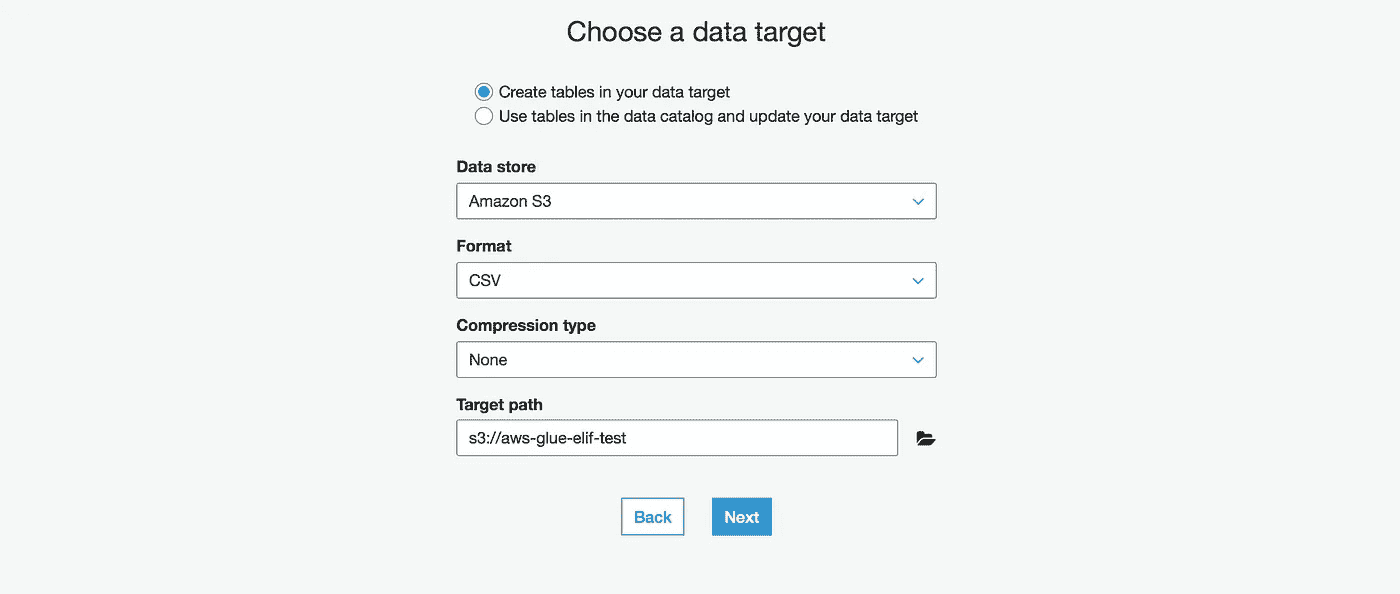 Choose a data target
Create tables in your data target
Use tables in the data catalog and update your data target
Data store
Amazon S3
Format
CSV
Compression type
None
Target path
s3://aws-glue-elif-test
Back
Next